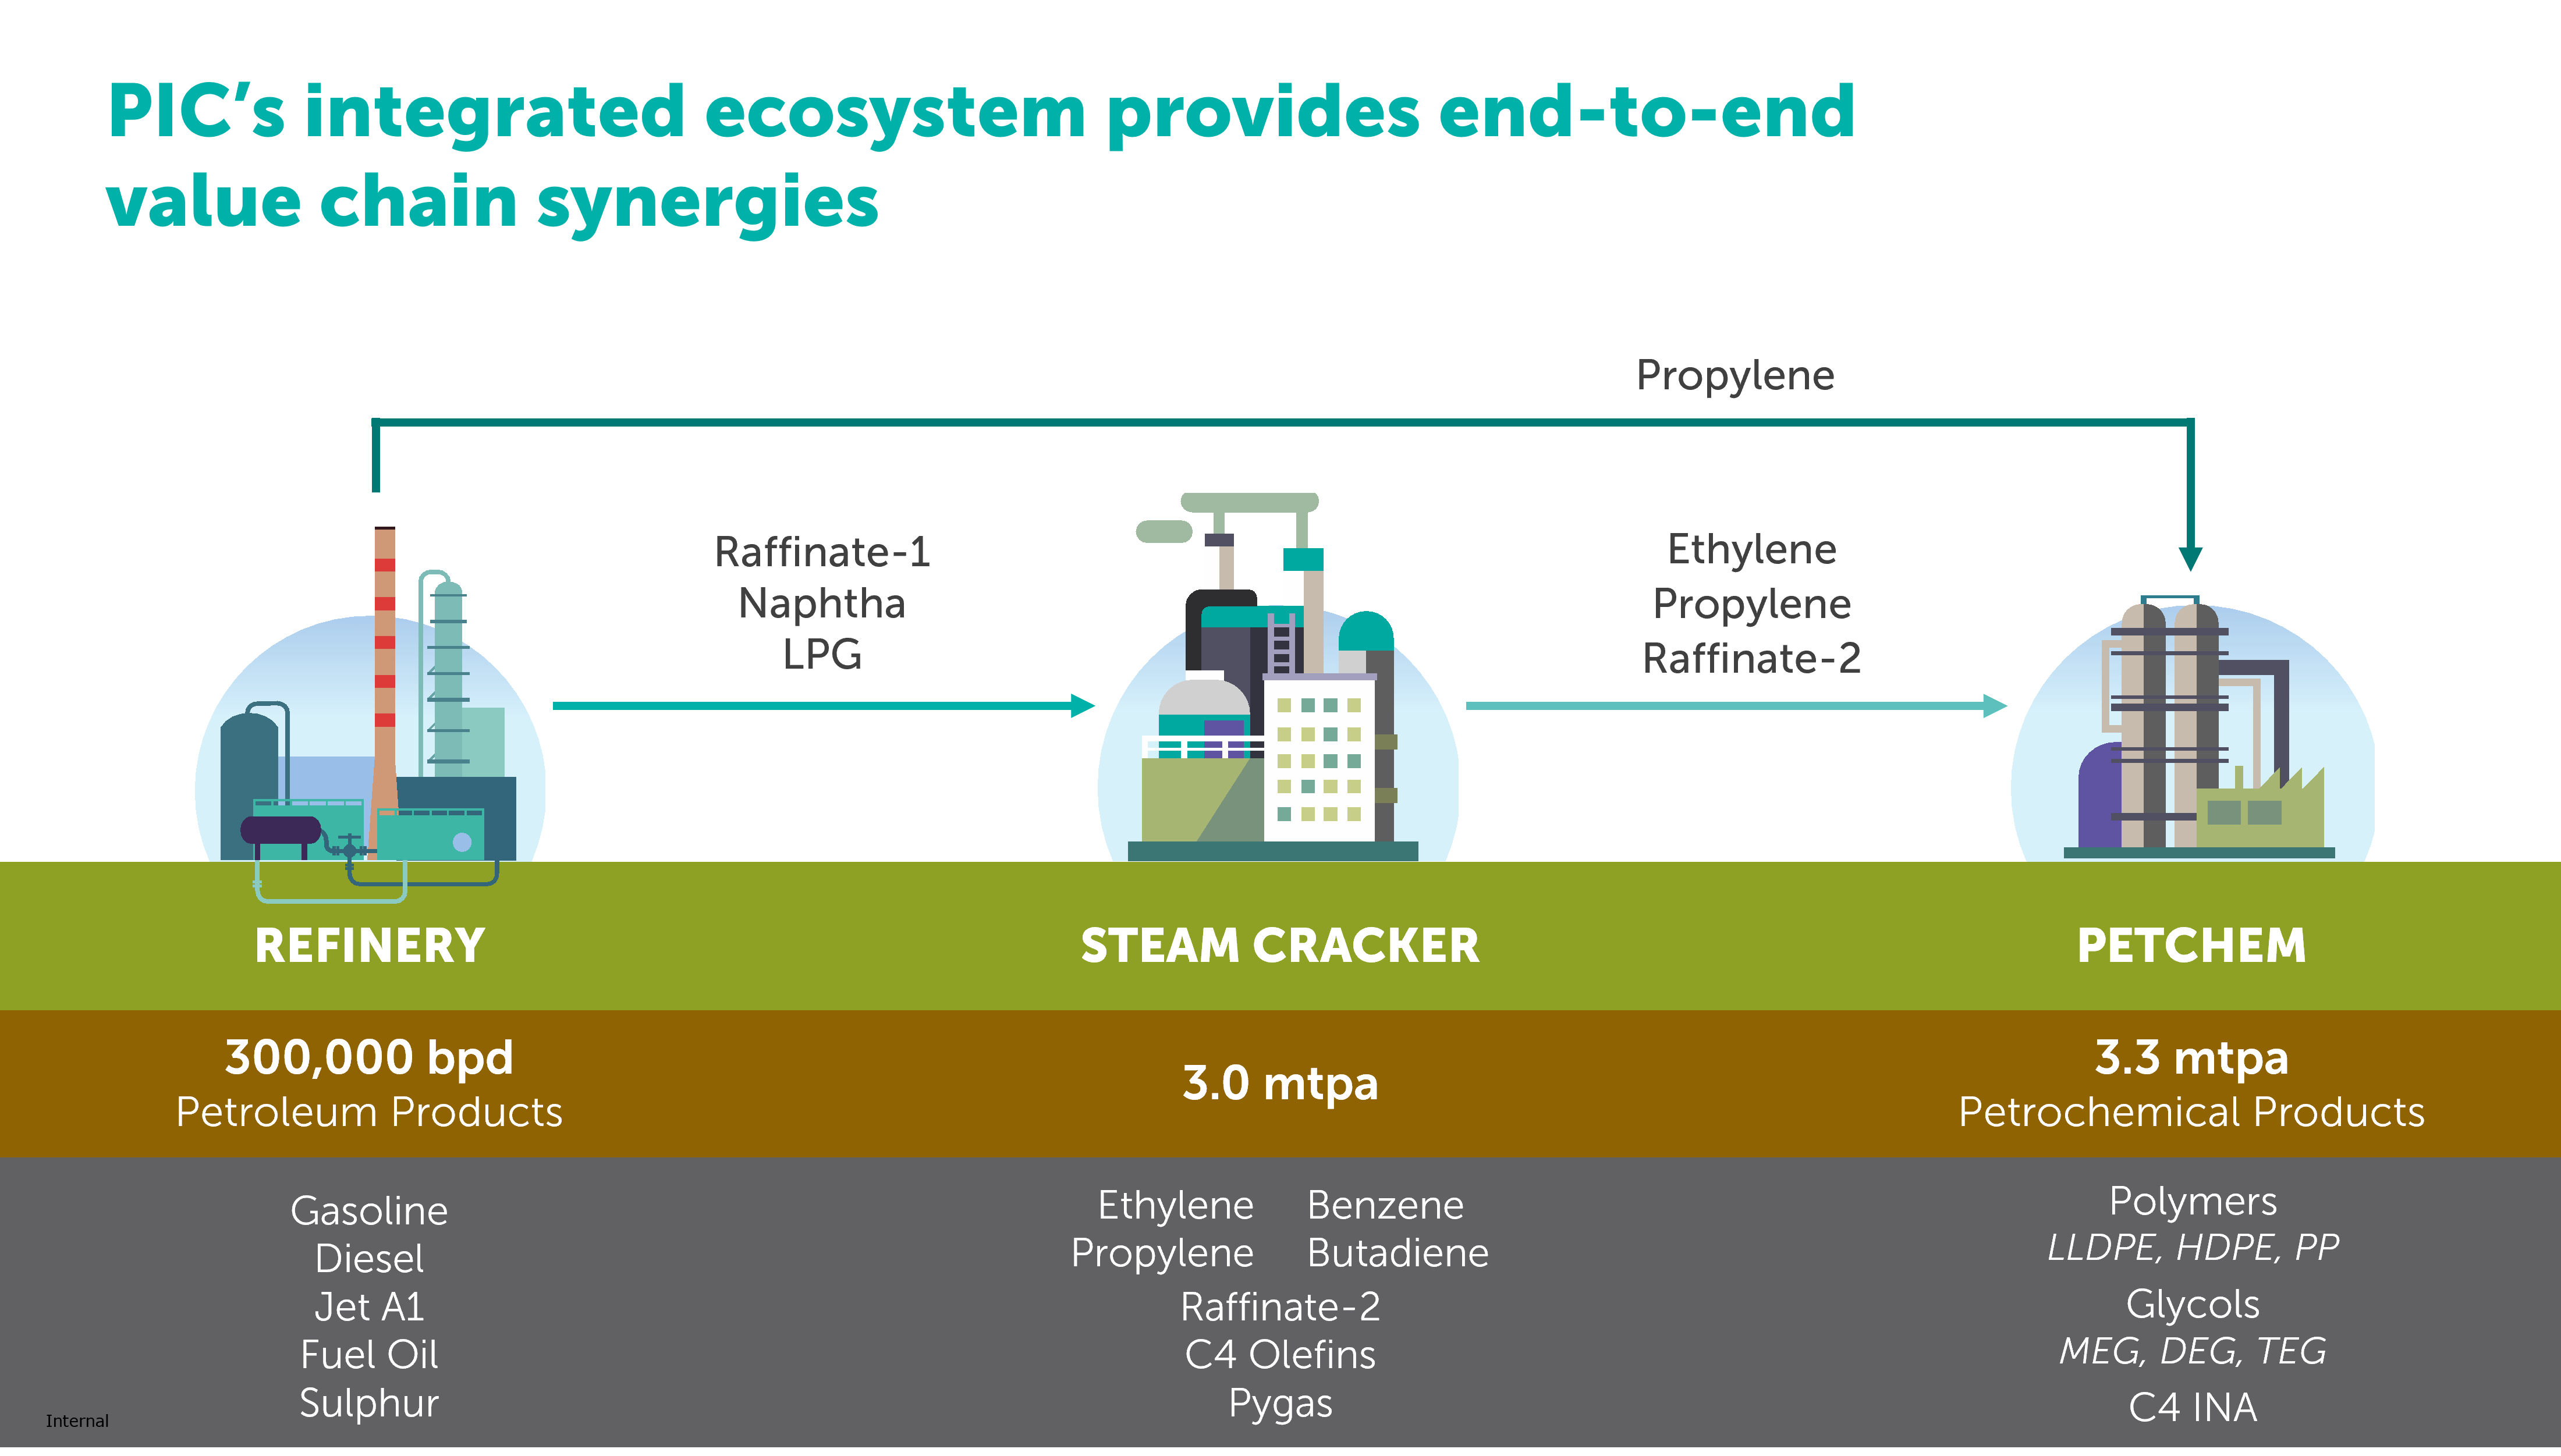 PIC’s integrated ecosystem provides end-to-end
value chain synergies
Propylene
Raffinate-1
Naphtha
LPG
Ethylene
Propylene
Raffinate-2
REFINERY
STEAM CRACKER
PETCHEM
300,000 bpd
Petroleum Products
3.0 mtpa
3.3 mtpa
Petrochemical Products
Gasoline
Diesel
Jet A1
Fuel Oil
Sulphur
Ethylene Benzene
Propylene Butadiene
Raffinate-2
C4 Olefins
Pygas
Polymers
LLDPE, HDPE, PP
Glycols
MEG, DEG, TEG
C4 INA
Internal